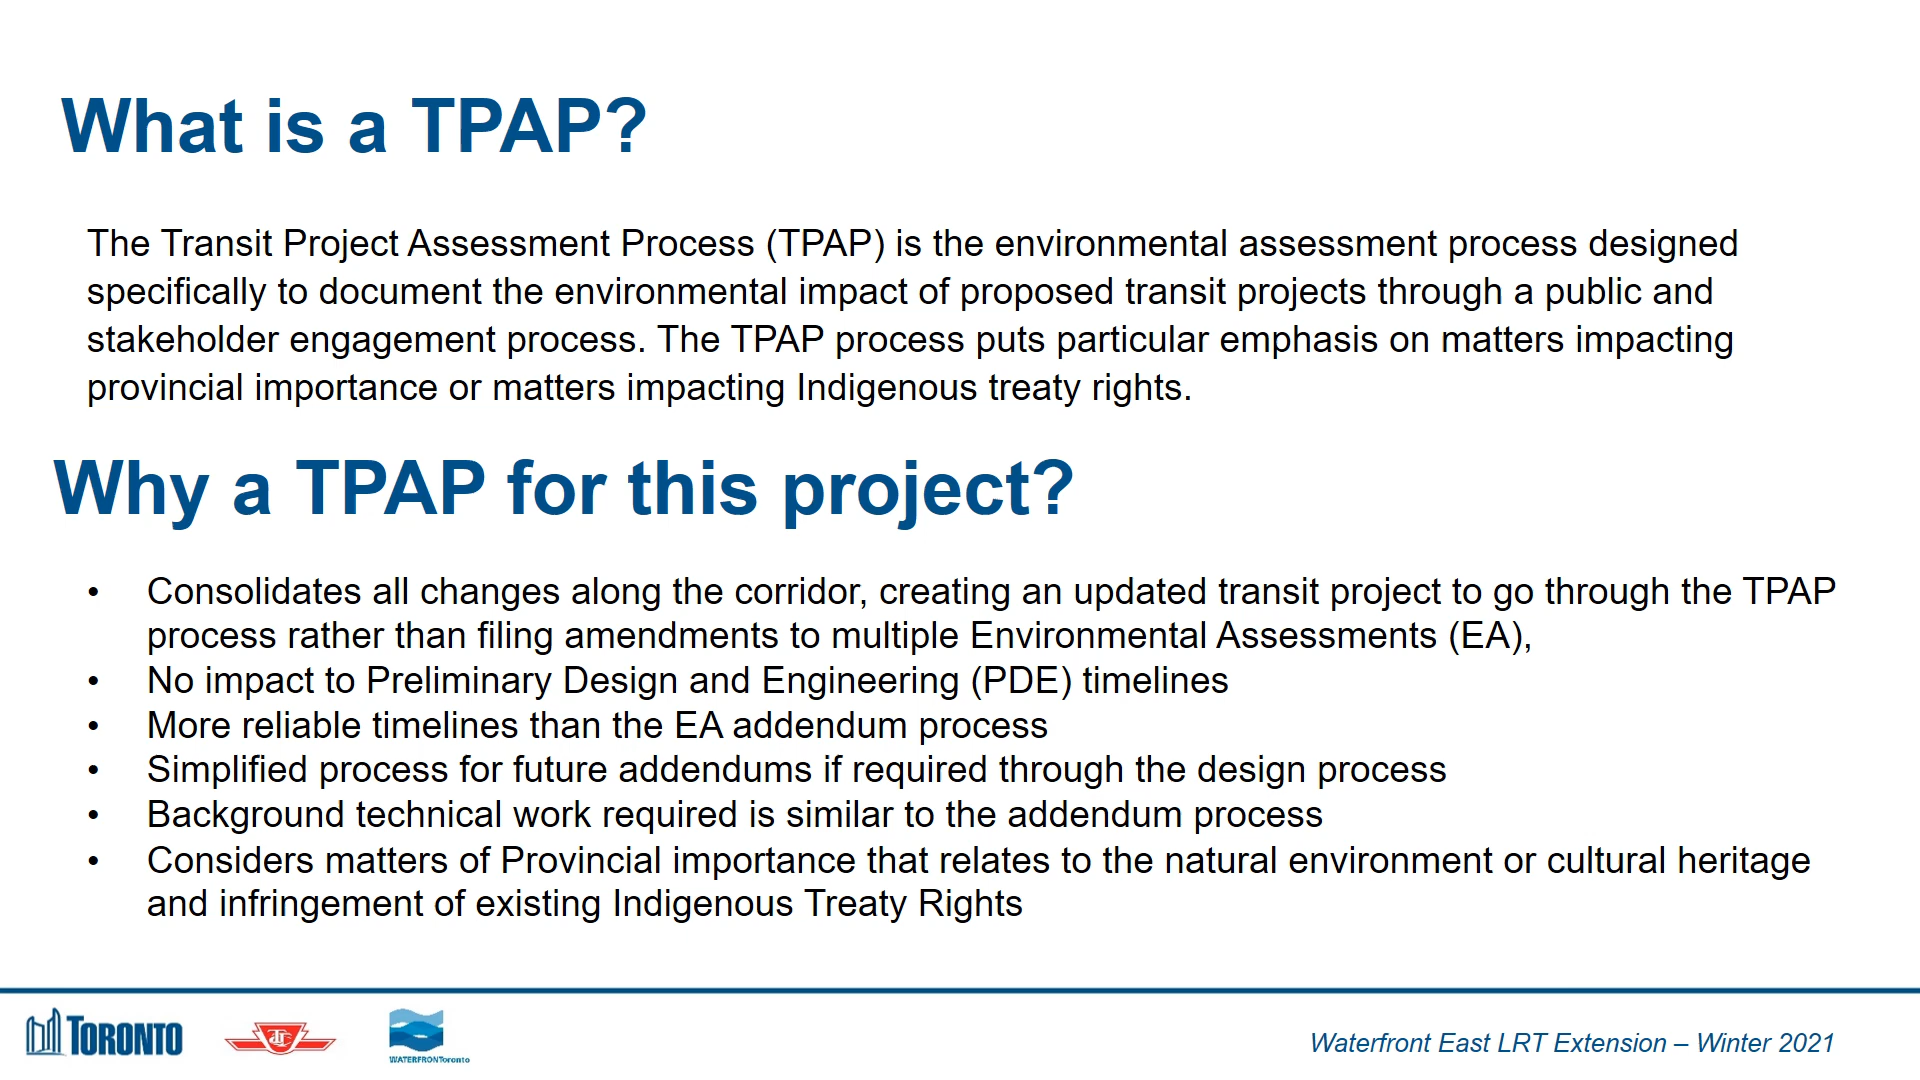 What is a TPAP?
The Transit Project Assessment Process (TPAP) is the environmental assessment process designed
specifically to document the environmental impact of proposed transit projects through a public and
stakeholder engagement process. The TPAP process puts particular emphasis on matters impacting
provincial importance or matters impacting Indigenous treaty rights.
Why a TPAP for this project?
• Consolidates all changes along the corridor, creating an updated transit project to go through the TPAP
process rather than filing amendments to multiple Environmental Assessments (EA),
• No impact to Preliminary Design and Engineering (PDE) timelines
• More reliable timelines than the EA addendum process
• Simplified process for future addendums if required through the design process
• Background technical work required is similar to the addendum process
• Considers matters of Provincial importance that relates to the natural environment or cultural heritage
and infringement of existing Indigenous Treaty Rights
TORONTO
TTC
WATERFRONToronto
Waterfront East LRT Extension – Winter 2021